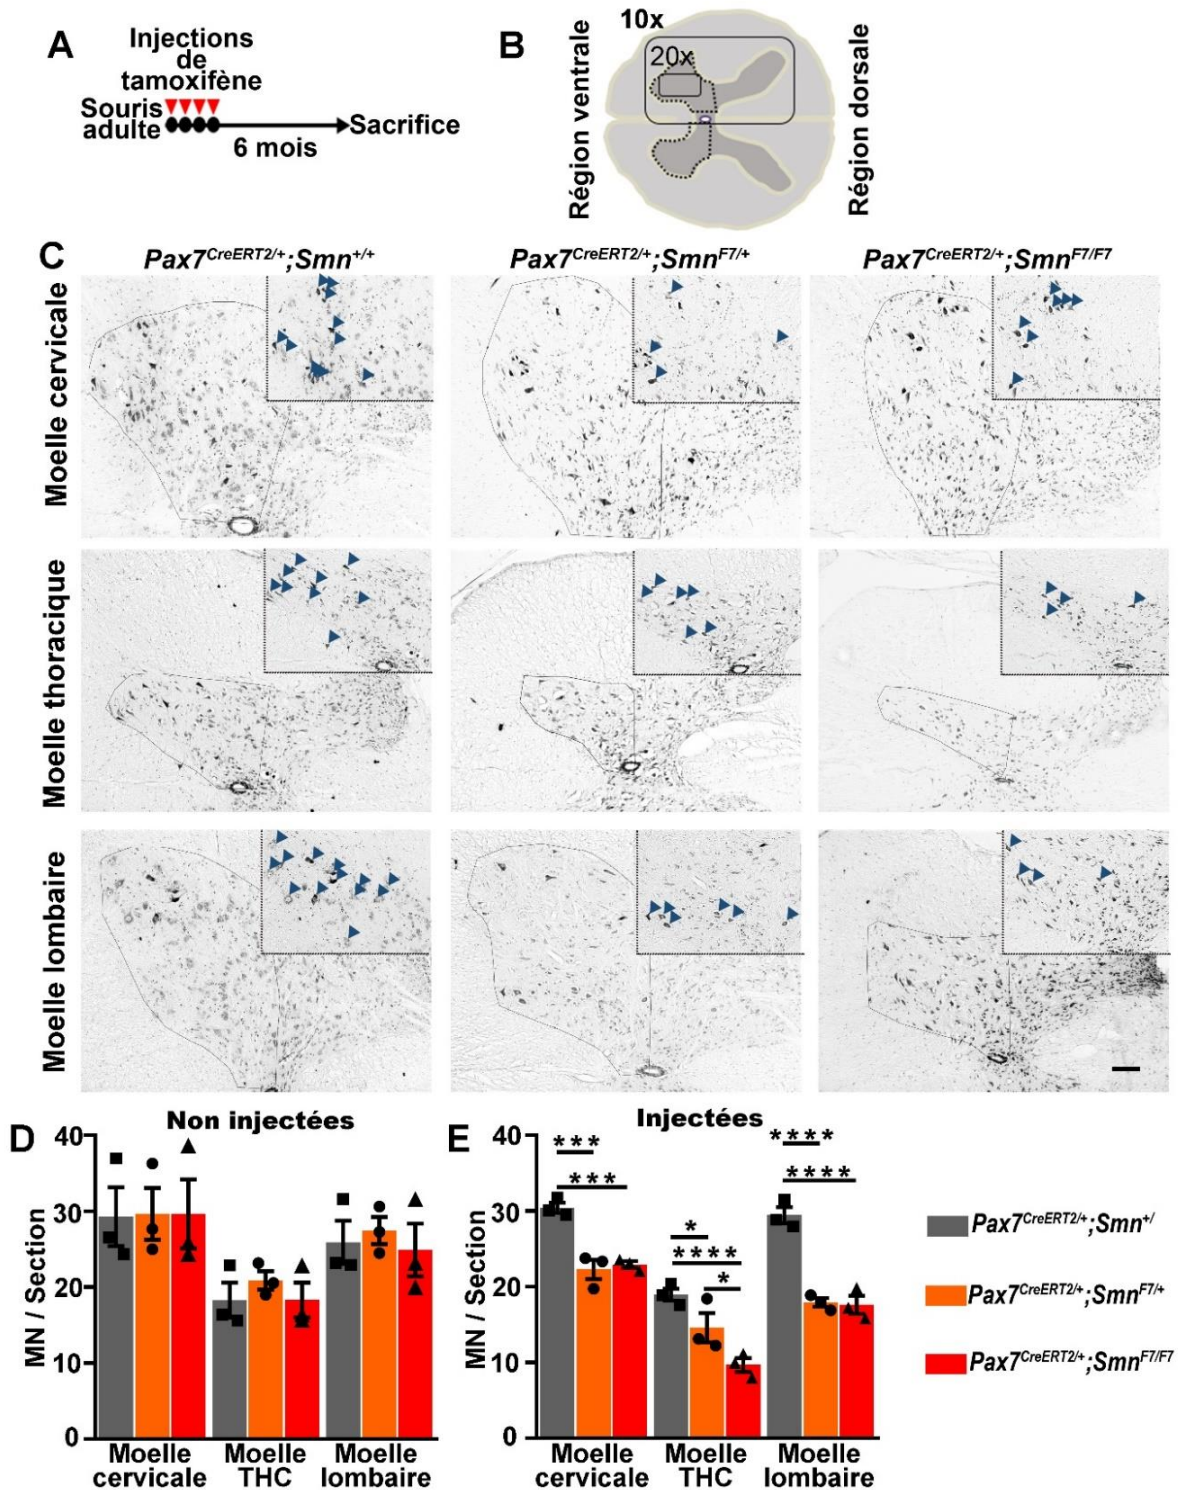 A
Injections
de
tamoxifène
Souris
adulte
Sacrifice
6 mois
B
10x
20x
Région ventrale
Région dorsale
C
Pax7CreERT2/+;Smn+/+
Pax7CreERT2/+;SmnF7/+
Pax7CreERT2/+;SmnF7/F7
Moelle cervicale
Moelle thoracique
Moelle lombaire
D
Non injectées
MN / Section
40
30
20
10
0
Moelle
cervicale
Moelle
THC
Moelle
lombaire
E
Injectées
MN / Section
40
30
20
10
0
***
***
*
****
*
****
****
Moelle
cervicale
Moelle
THC
Moelle
lombaire
Pax7CreERT2/+;Smn+/
Pax7CreERT2/+;SmnF7/+
Pax7CreERT2/+;SmnF7/F7